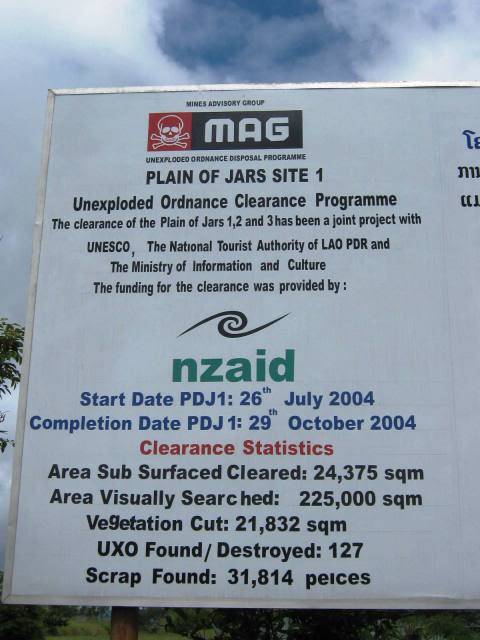 MINES ADVISORY GROUP
MAG
UNEXPLODED ORDNANCE DISPOSAL PROGRAMME
PLAIN OF JARS SITE 1
Unexploded Ordnance Clearance Programme
The clearance of the Plain of Jars 1,2 and 3 has been a joint project with
UNESCO, The National Tourist Authority of LAO PDR and
The Ministry of Information and Culture
The funding for the clearance was provided by :
nzaid
Start Date PDJ1: 26th July 2004
Completion Date PDJ1: 29th October 2004
Clearance Statistics
Area Sub Surfaced Cleared: 24,375 sqm
Area Visually Searched: 225,000 sqm
Vegetation Cut: 21,832 sqm
UXO Found/ Destroyed: 127
Scrap Found: 31,814 peices